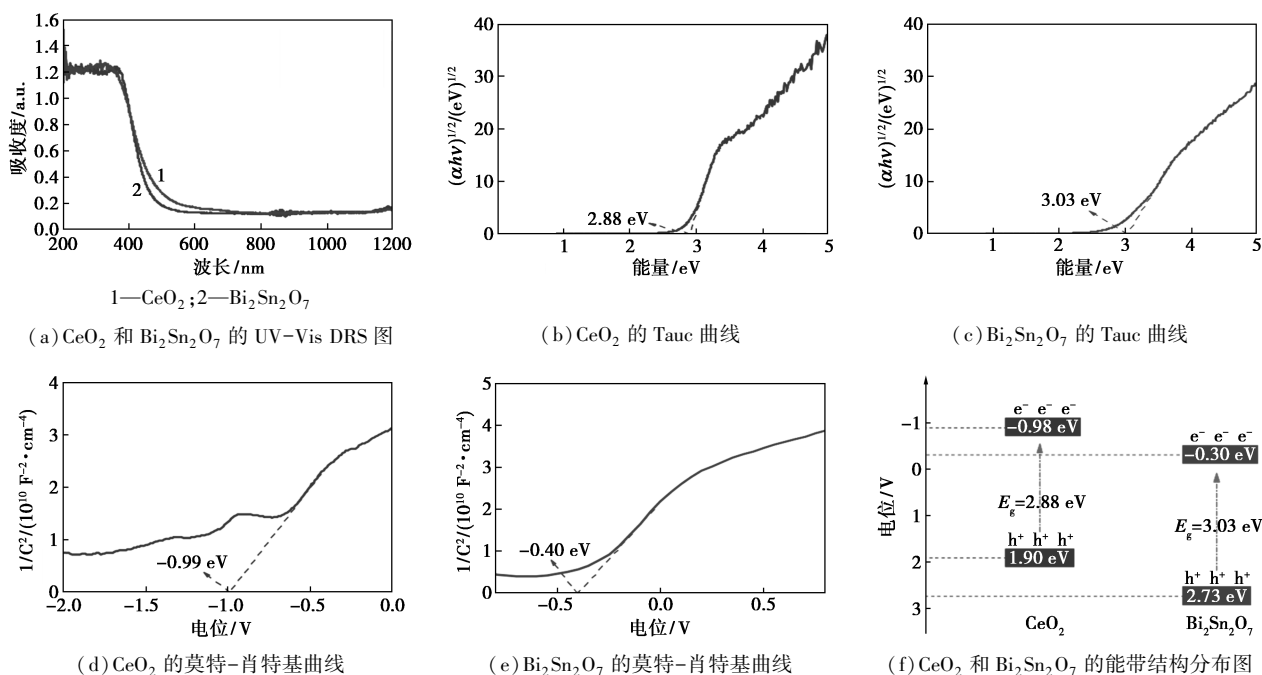 1.6
1.4
1.2
1.0
0.8
0.6
0.4
0.2
0.0
吸收度/a.u.
1
2
200 400 600 800 1000 1200
波长/nm
1—CeO₂;2—Bi₂Sn₂O₇
(a)CeO₂ 和 Bi₂Sn₂O₇ 的 UV-Vis DRS 图
40
30
20
10
0
(αhν)^{1/2}/(eV)^{1/2}
2.88 eV
1 2 3 4 5
能量/eV
(b)CeO₂ 的 Tauc 曲线
40
30
20
10
0
(αhν)^{1/2}/(eV)^{1/2}
3.03 eV
1 2 3 4 5
能量/eV
(c)Bi₂Sn₂O₇ 的 Tauc 曲线
4
3
2
1
0
1/C²/(10¹⁰ F⁻²·cm⁻⁴)
-0.99 eV
-2.0 -1.5 -1.0 -0.5 0.0
电位/V
(d)CeO₂ 的莫特-肖特基曲线
5
4
3
2
1
0
1/C²/(10¹⁰ F⁻²·cm⁻⁴)
-0.40 eV
-0.5 0.0 0.5
电位/V
(e)Bi₂Sn₂O₇ 的莫特-肖特基曲线
-1
0
1
2
3
电位/V
e⁻ e⁻ e⁻
-0.98 eV
E_g=2.88 eV
h⁺ h⁺ h⁺
1.90 eV
CeO₂
e⁻ e⁻ e⁻
-0.30 eV
E_g=3.03 eV
h⁺ h⁺ h⁺
2.73 eV
Bi₂Sn₂O₇
(f)CeO₂ 和 Bi₂Sn₂O₇ 的能带结构分布图